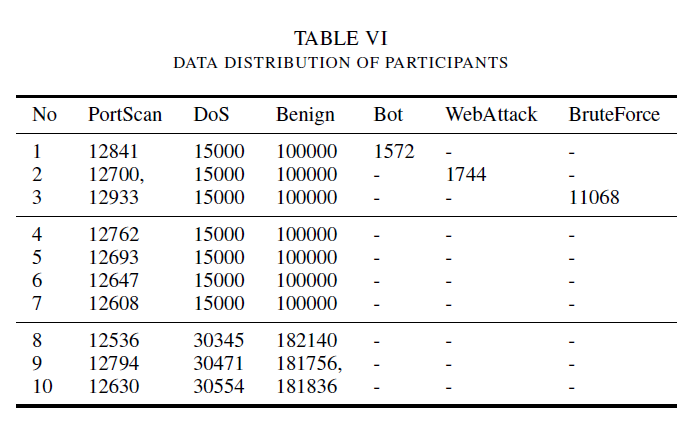 TABLE VI
DATA DISTRIBUTION OF PARTICIPANTS
No PortScan DoS Benign Bot WebAttack BruteForce
1 12841 15000 100000 1572 - -
2 12700, 15000 100000 - 1744 -
3 12933 15000 100000 - - 11068
4 12762 15000 100000 - - -
5 12693 15000 100000 - - -
6 12647 15000 100000 - - -
7 12608 15000 100000 - - -
8 12536 30345 182140 - - -
9 12794 30471 181756, - - -
10 12630 30554 181836 - - -